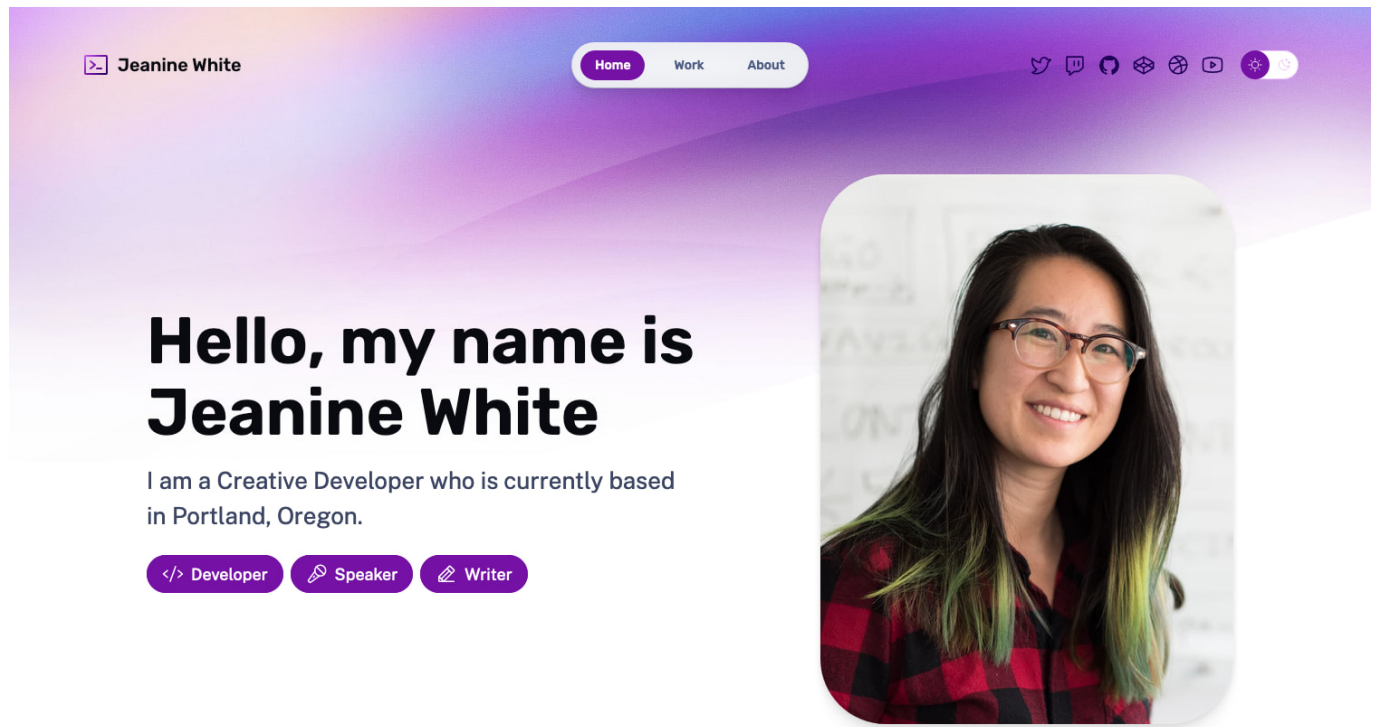 >_ Jeanine White
Home Work About
Hello, my name is
Jeanine White
I am a Creative Developer who is currently based
in Portland, Oregon.
</> Developer Speaker Writer